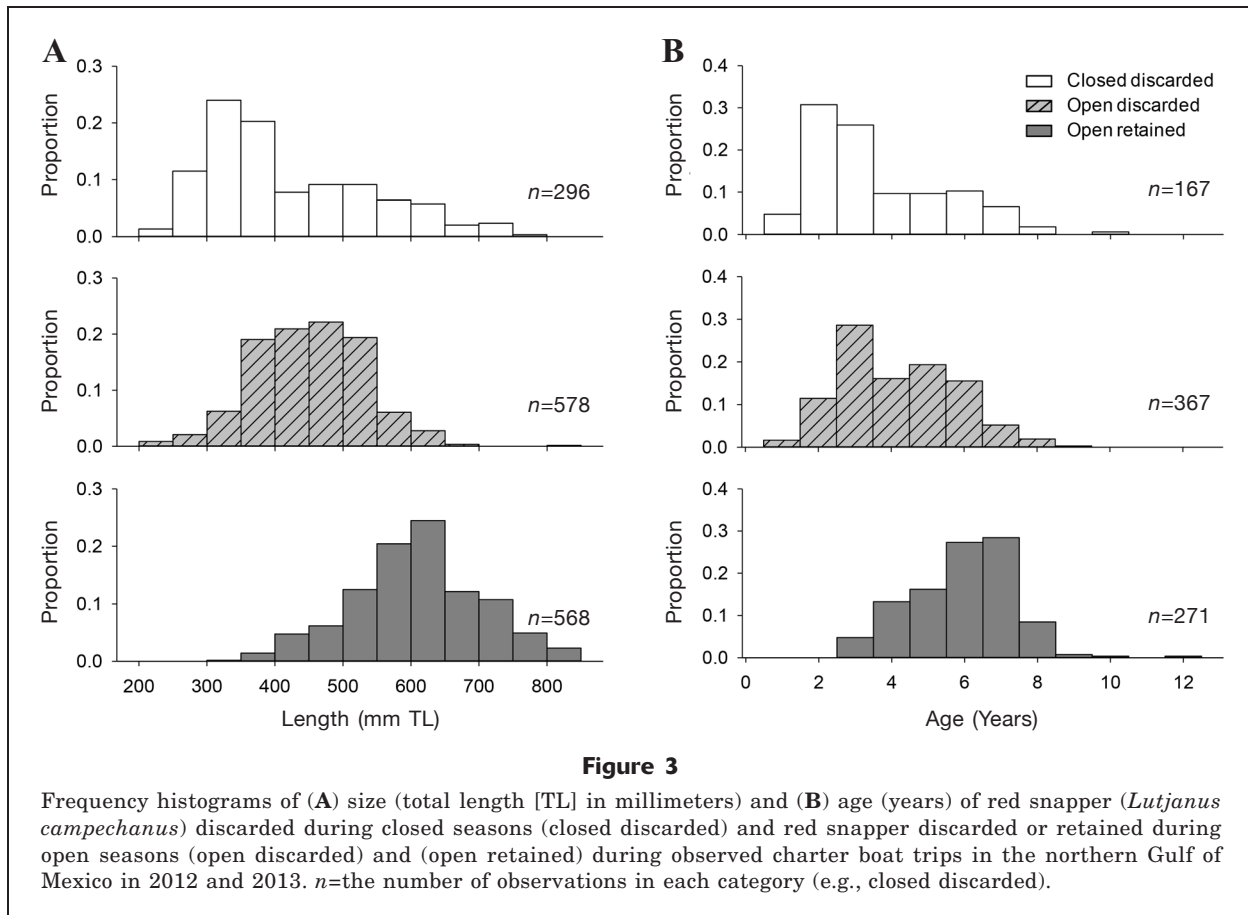 A
B
0.3
0.2
0.1
0.0
Proportion
n=296
0.4
0.3
0.2
0.1
0.0
Proportion
Closed discarded
Open discarded
Open retained
n=167
0.3
0.2
0.1
0.0
Proportion
n=578
0.4
0.3
0.2
0.1
0.0
Proportion
n=367
0.3
0.2
0.1
0.0
Proportion
n=568
200 300 400 500 600 700 800
Length (mm TL)
0.4
0.3
0.2
0.1
0.0
Proportion
n=271
0 2 4 6 8 10 12
Age (Years)
Figure 3
Frequency histograms of (A) size (total length [TL] in millimeters) and (B) age (years) of red snapper (Lutjanus
campechanus) discarded during closed seasons (closed discarded) and red snapper discarded or retained during
open seasons (open discarded) and (open retained) during observed charter boat trips in the northern Gulf of
Mexico in 2012 and 2013. n=the number of observations in each category (e.g., closed discarded).